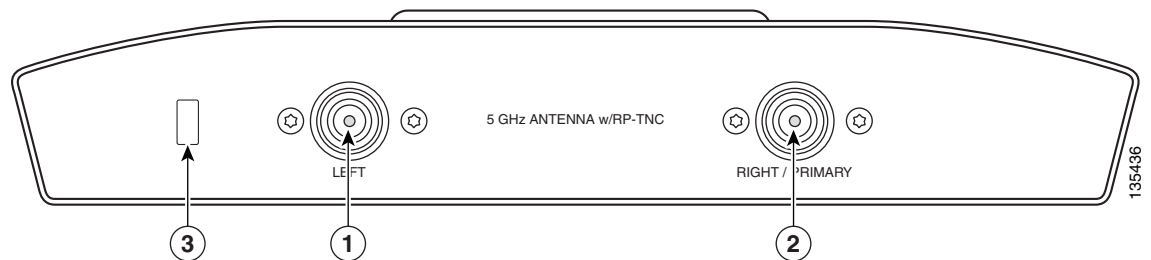 5 GHz ANTENNA w/RP-TNC
LEFT
RIGHT / PRIMARY
3
1
2
135436